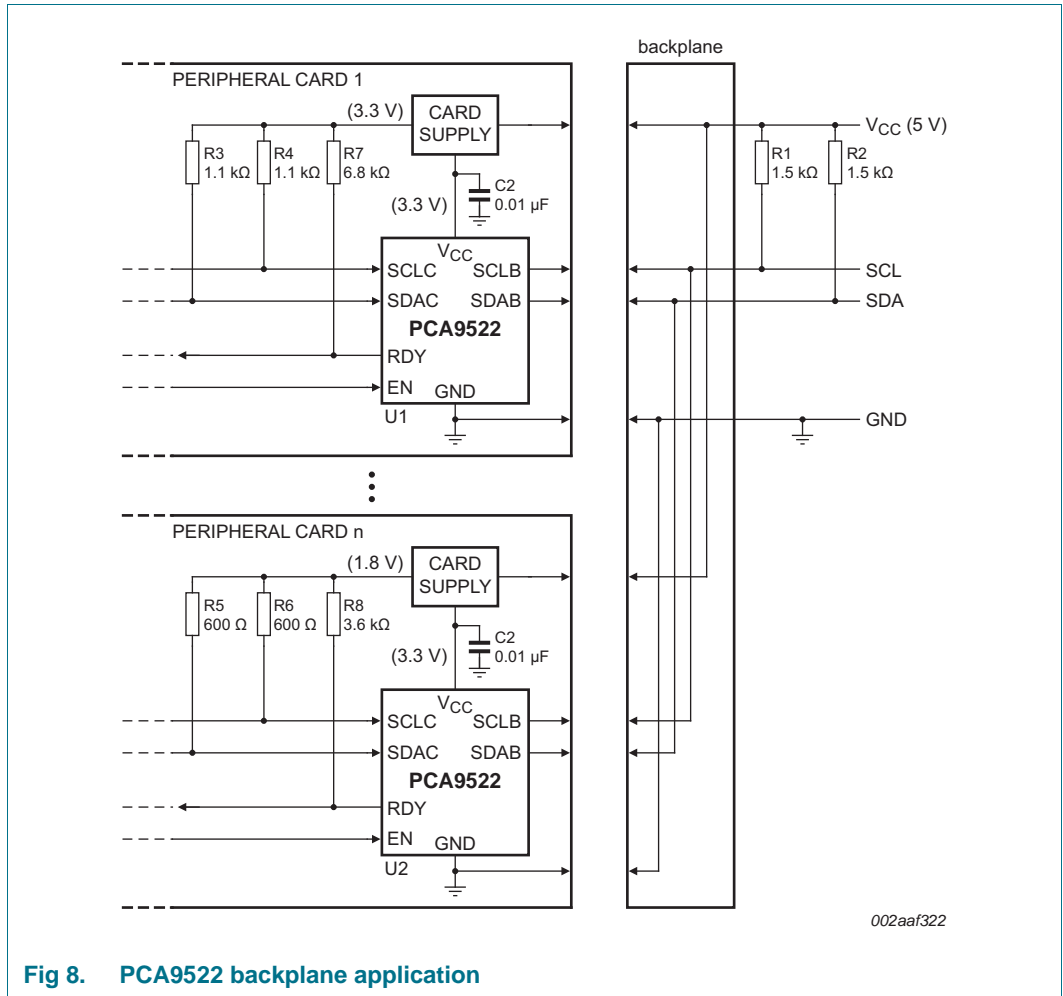 backplane
PERIPHERAL CARD 1
(3.3 V)
CARD
SUPPLY
VCC (5 V)
R3
1.1 kΩ
R4
1.1 kΩ
R7
6.8 kΩ
R1
1.5 kΩ
R2
1.5 kΩ
C2
0.01 µF
(3.3 V)
VCC
SCLC
SCLB
SCL
SDAC
SDAB
SDA
PCA9522
RDY
EN
GND
U1
GND
PERIPHERAL CARD n
(1.8 V)
CARD
SUPPLY
R5
600 Ω
R6
600 Ω
R8
3.6 kΩ
C2
0.01 µF
(3.3 V)
VCC
SCLC
SCLB
SDAC
SDAB
PCA9522
RDY
EN
GND
U2
002aaf322
Fig 8. PCA9522 backplane application